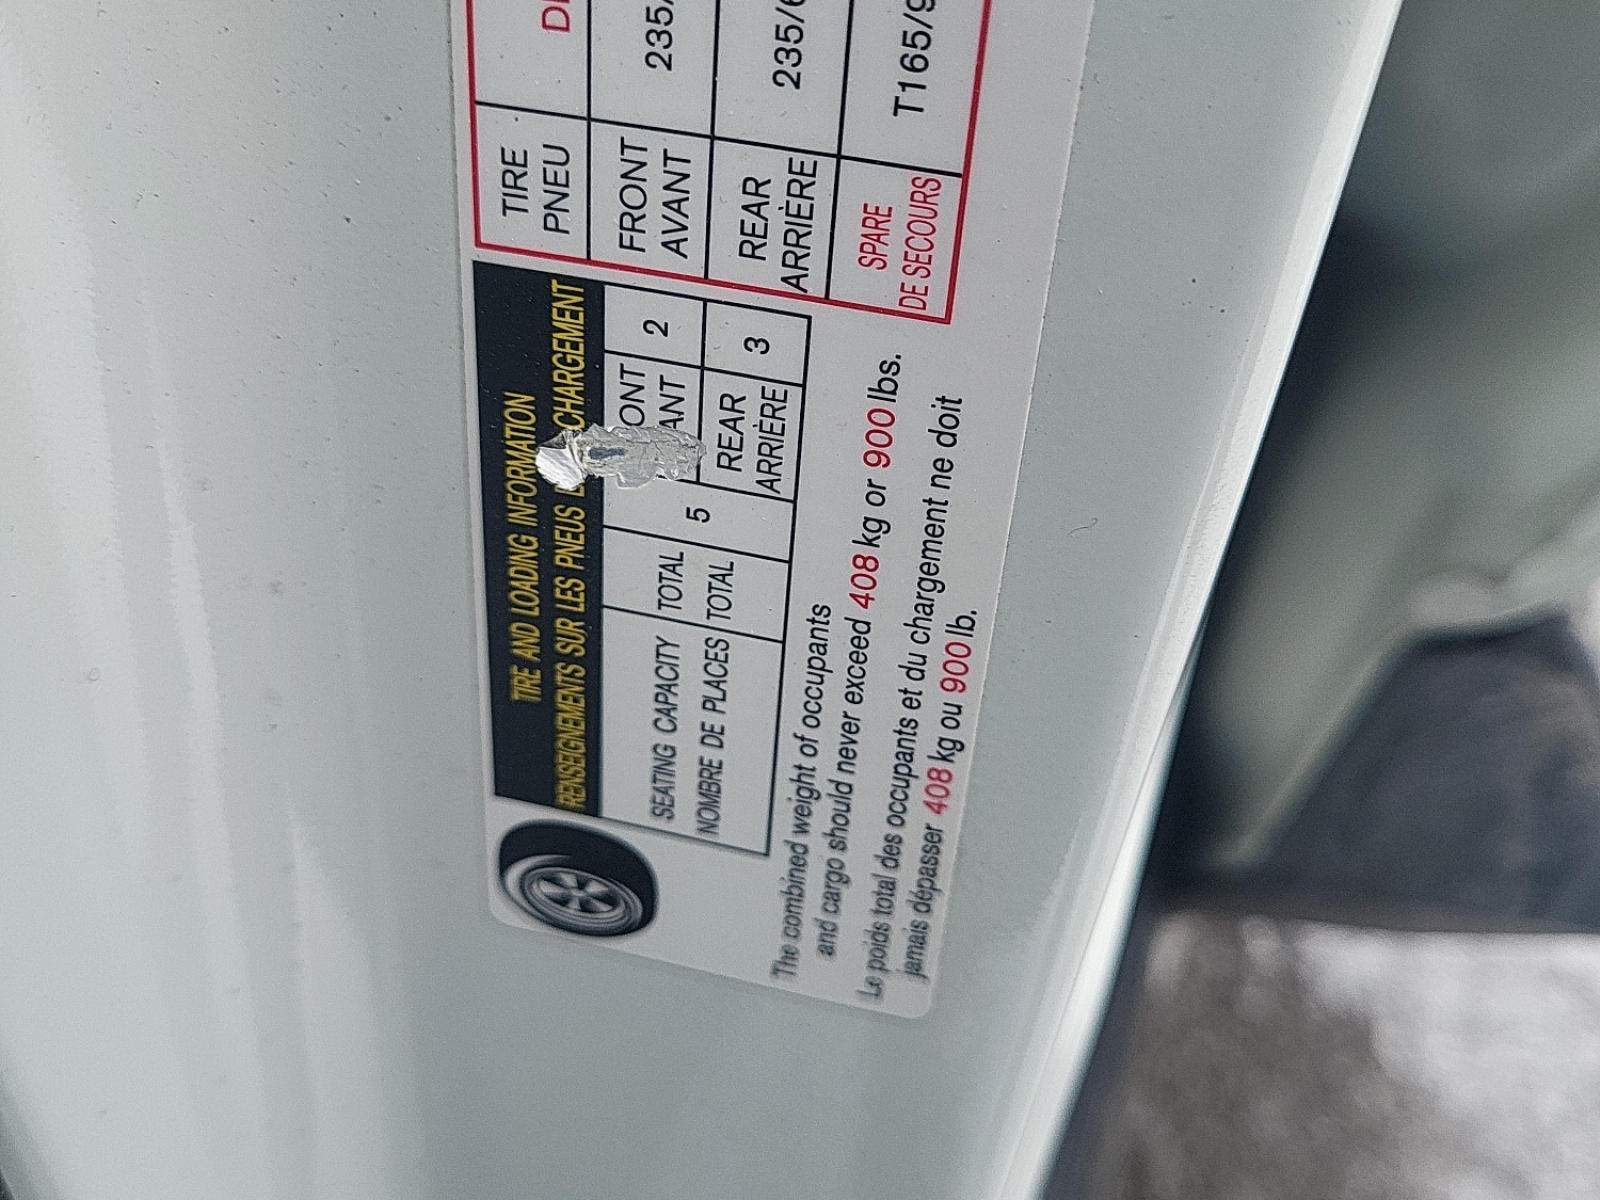 TIRE AND LOADING INFORMATION
RENSEIGNEMENTS SUR LES PNEUS CHARGEMENT
SEATING CAPACITY TOTAL 5 ONT 2
NOMBRE DE PLACES TOTAL ANT
REAR 3
ARRIÈRE
The combined weight of occupants
and cargo should never exceed 408 kg or 900 lbs.
Le poids total des occupants et du chargement ne doit
jamais dépasser 408 kg ou 900 lb.
TIRE
PNEU
FRONT 235/
AVANT
REAR 235/6
ARRIÈRE
SPARE T165/9
DE SECOURS